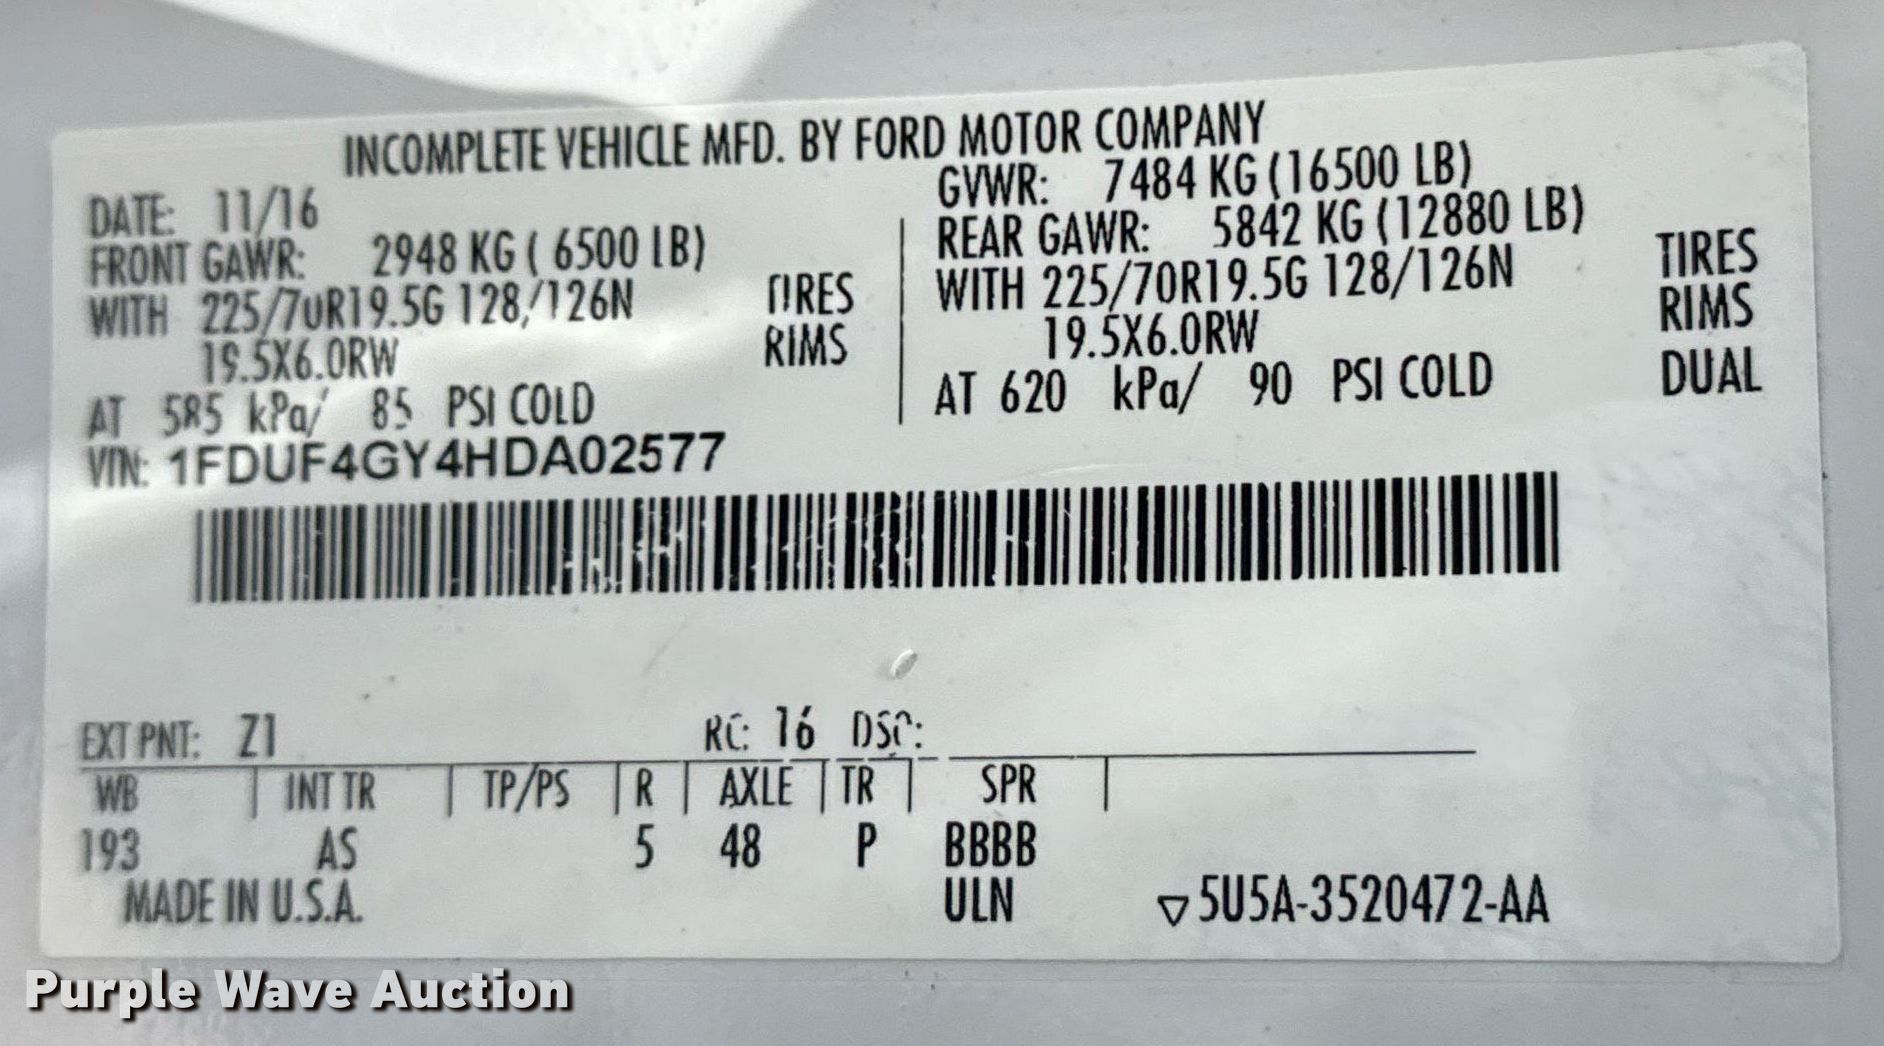 INCOMPLETE VEHICLE MFD. BY FORD MOTOR COMPANY
DATE: 11/16
GVWR: 7484 KG (16500 LB)
FRONT GAWR: 2948 KG ( 6500 LB)
REAR GAWR: 5842 KG (12880 LB)
WITH 225/70R19.5G 128/126N TIRES
WITH 225/70R19.5G 128/126N TIRES
19.5X6.0RW RIMS
19.5X6.0RW RIMS
AT 585 kPa/ 85 PSI COLD
AT 620 kPa/ 90 PSI COLD DUAL
VIN: 1FDUF4GY4HDA02577
EXT PNT: Z1 RC: 16 DSO:
WB INT TR TP/PS R AXLE TR SPR
193 AS 5 48 P BBBB
MADE IN U.S.A. ULN ▽5U5A-3520472-AA
Purple Wave Auction